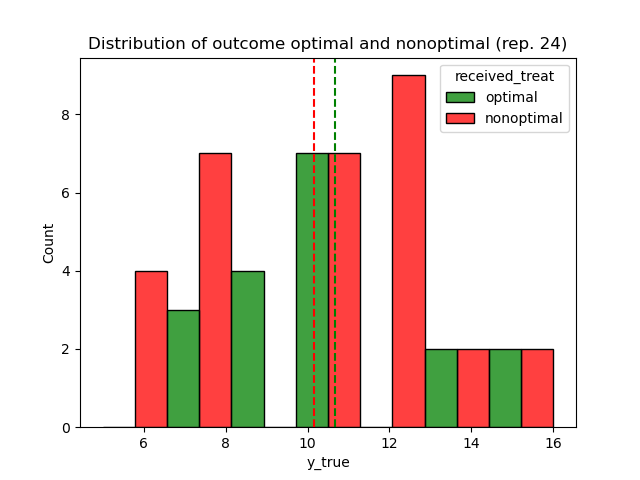 Distribution of outcome optimal and nonoptimal (rep. 24)
received_treat
optimal
nonoptimal
Count
8
6
4
2
0
6 8 10 12 14 16
y_true